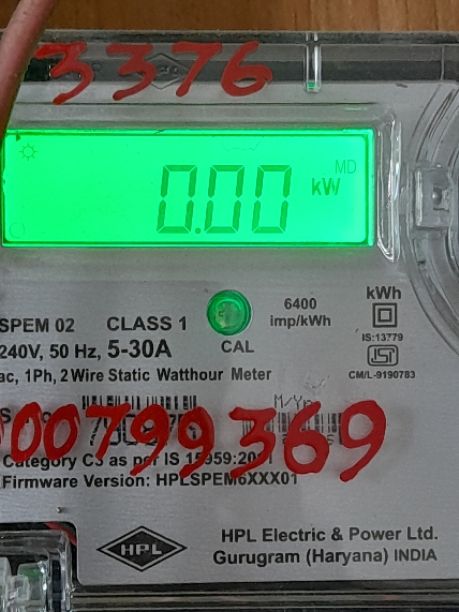 3376
MD
0.00 kW
6400
imp/kWh
kWh
SPEM 02 CLASS 1
CAL
IS:13779
240V, 50 Hz, 5-30A
ISI
CM/L-9190783
ac, 1Ph, 2 Wire Static Watthour Meter
00799369
Category C3 as per IS
Firmware Version: HPLSPEM6XXX01
HPL
HPL Electric & Power Ltd.
Gurugram (Haryana) INDIA